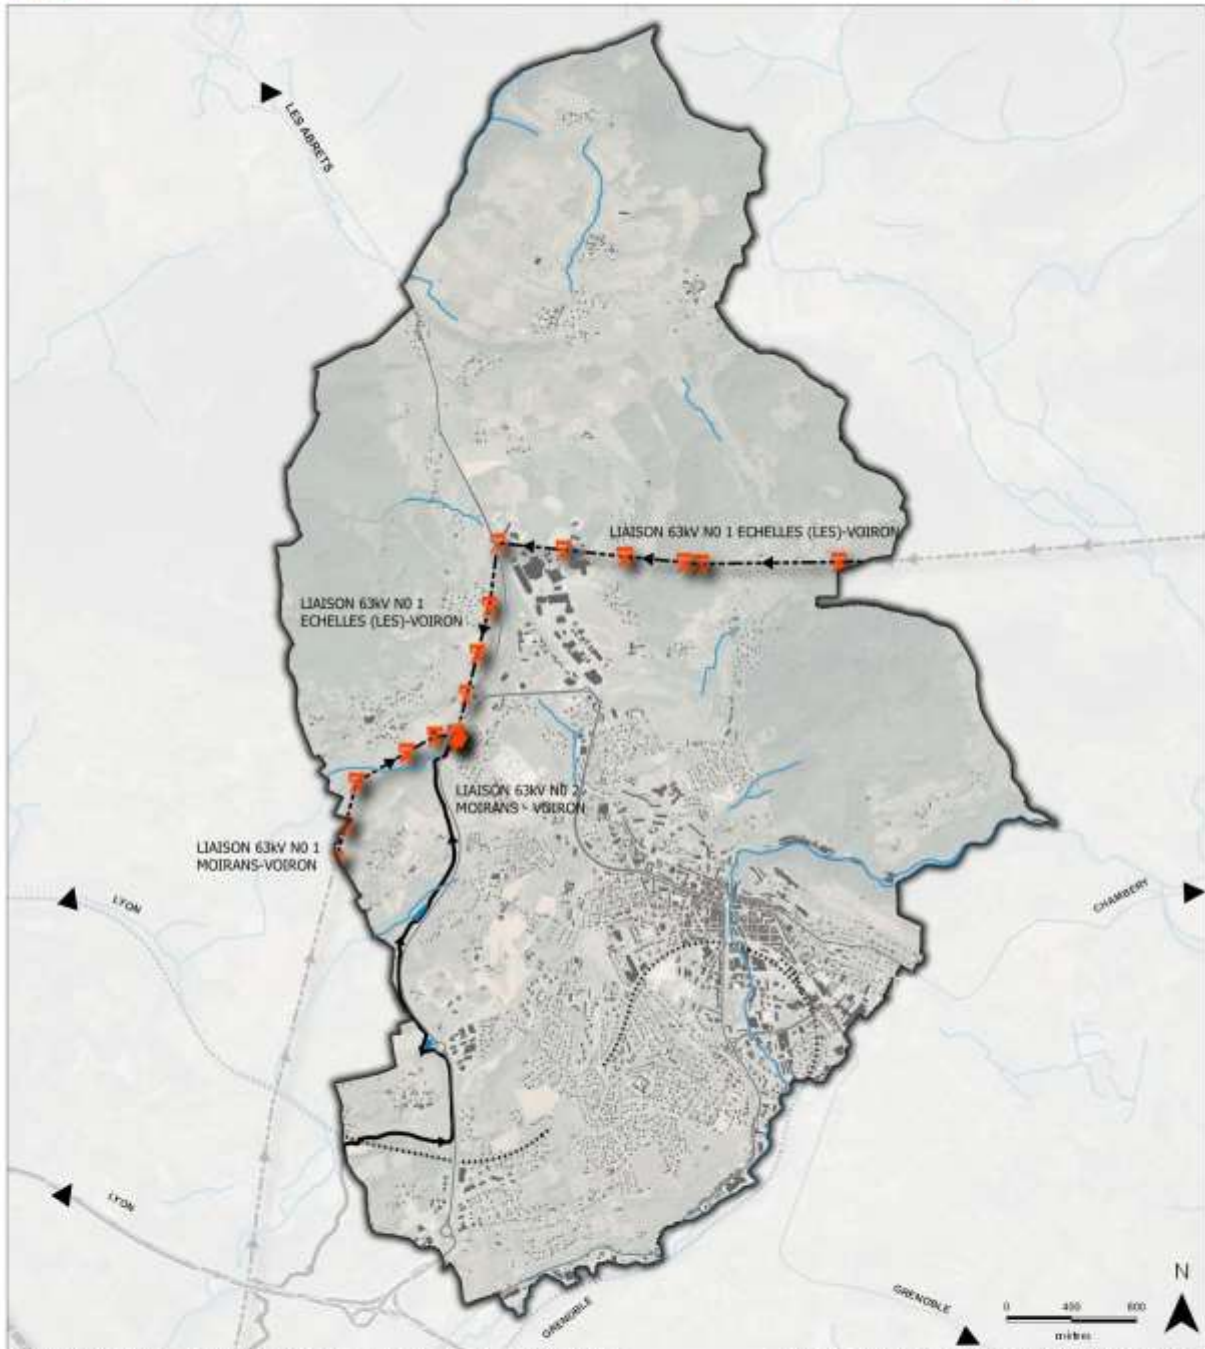 LES ABRETS
LIAISON 63kV N0 1 ECHELLES (LES)-VOIRON
LIAISON 63kV N0 1
ECHELLES (LES)-VOIRON
LIAISON 63kV N0 2
MOIRANS - VOIRON
LIAISON 63kV N0 1
MOIRANS-VOIRON
LYON
CHAMBERY
LYON
GRENOBLE
GRENOBLE
N
0 400 800
mètres